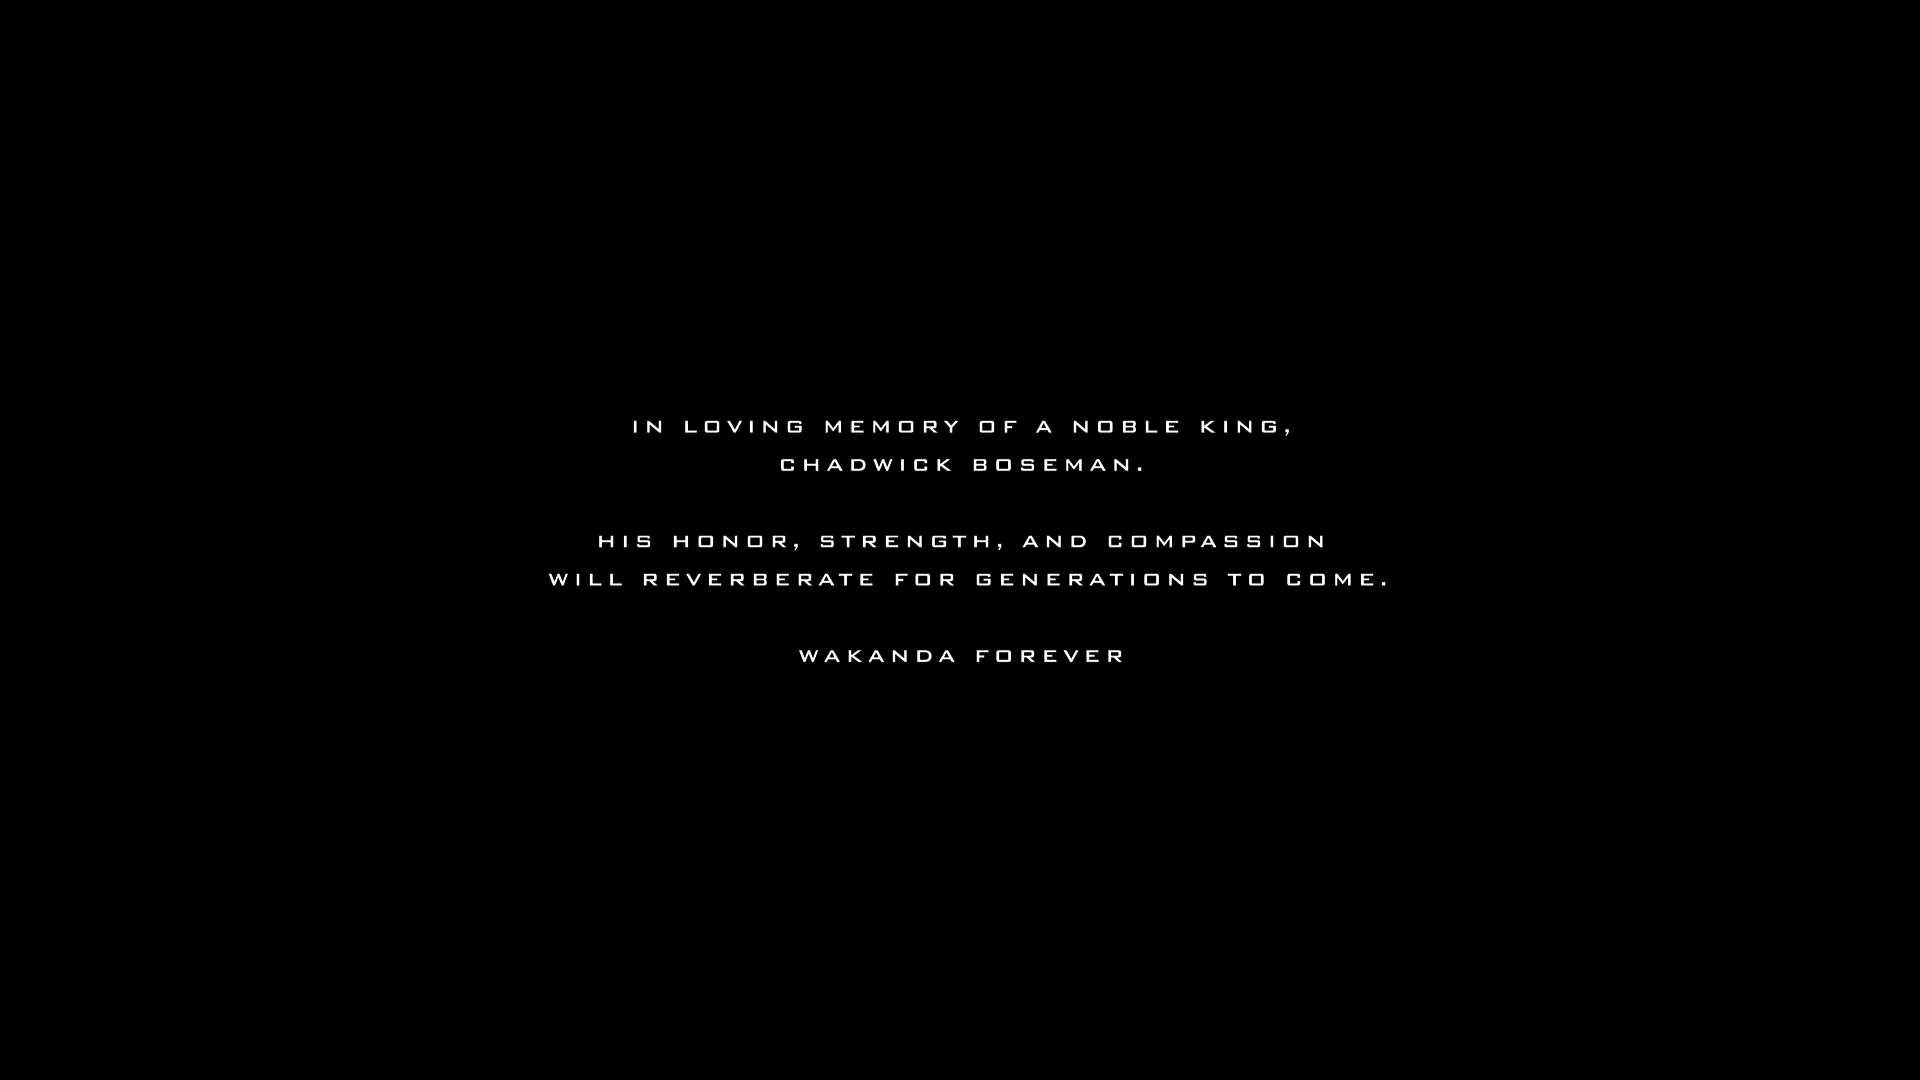 IN LOVING MEMORY OF A NOBLE KING,
CHADWICK BOSEMAN.
HIS HONOR, STRENGTH, AND COMPASSION
WILL REVERBERATE FOR GENERATIONS TO COME.
WAKANDA FOREVER